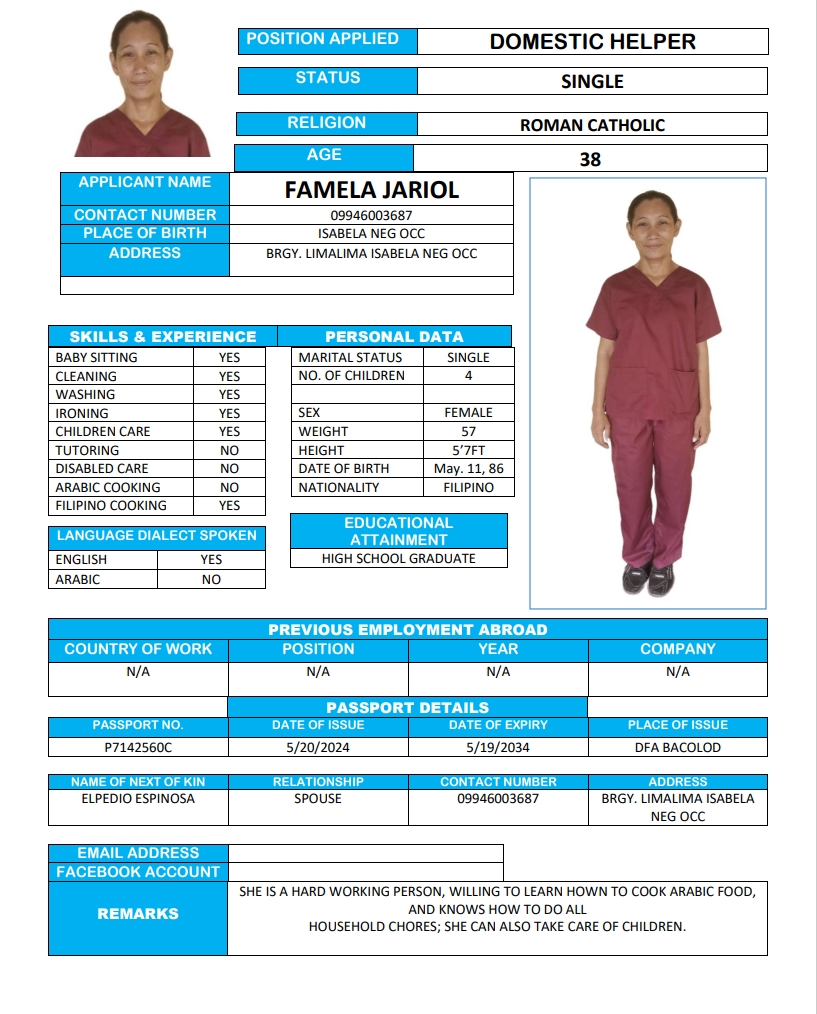 POSITION APPLIED DOMESTIC HELPER
STATUS SINGLE
RELIGION ROMAN CATHOLIC
AGE 38
APPLICANT NAME FAMELA JARIOL
CONTACT NUMBER 09946003687
PLACE OF BIRTH ISABELA NEG OCC
ADDRESS BRGY. LIMALIMA ISABELA NEG OCC
SKILLS & EXPERIENCE PERSONAL DATA
BABY SITTING YES MARITAL STATUS SINGLE
CLEANING YES NO. OF CHILDREN 4
WASHING YES
IRONING YES SEX FEMALE
CHILDREN CARE YES WEIGHT 57
TUTORING NO HEIGHT 5’7FT
DISABLED CARE NO DATE OF BIRTH May. 11, 86
ARABIC COOKING NO NATIONALITY FILIPINO
FILIPINO COOKING YES
LANGUAGE DIALECT SPOKEN
ENGLISH YES
ARABIC NO
EDUCATIONAL
ATTAINMENT
HIGH SCHOOL GRADUATE
PREVIOUS EMPLOYMENT ABROAD
COUNTRY OF WORK POSITION YEAR COMPANY
N/A N/A N/A N/A
PASSPORT DETAILS
PASSPORT NO. DATE OF ISSUE DATE OF EXPIRY PLACE OF ISSUE
P7142560C 5/20/2024 5/19/2034 DFA BACOLOD
NAME OF NEXT OF KIN RELATIONSHIP CONTACT NUMBER ADDRESS
ELPEDIO ESPINOSA SPOUSE 09946003687 BRGY. LIMALIMA ISABELA
NEG OCC
EMAIL ADDRESS
FACEBOOK ACCOUNT
REMARKS
SHE IS A HARD WORKING PERSON, WILLING TO LEARN HOWN TO COOK ARABIC FOOD,
AND KNOWS HOW TO DO ALL
HOUSEHOLD CHORES; SHE CAN ALSO TAKE CARE OF CHILDREN.